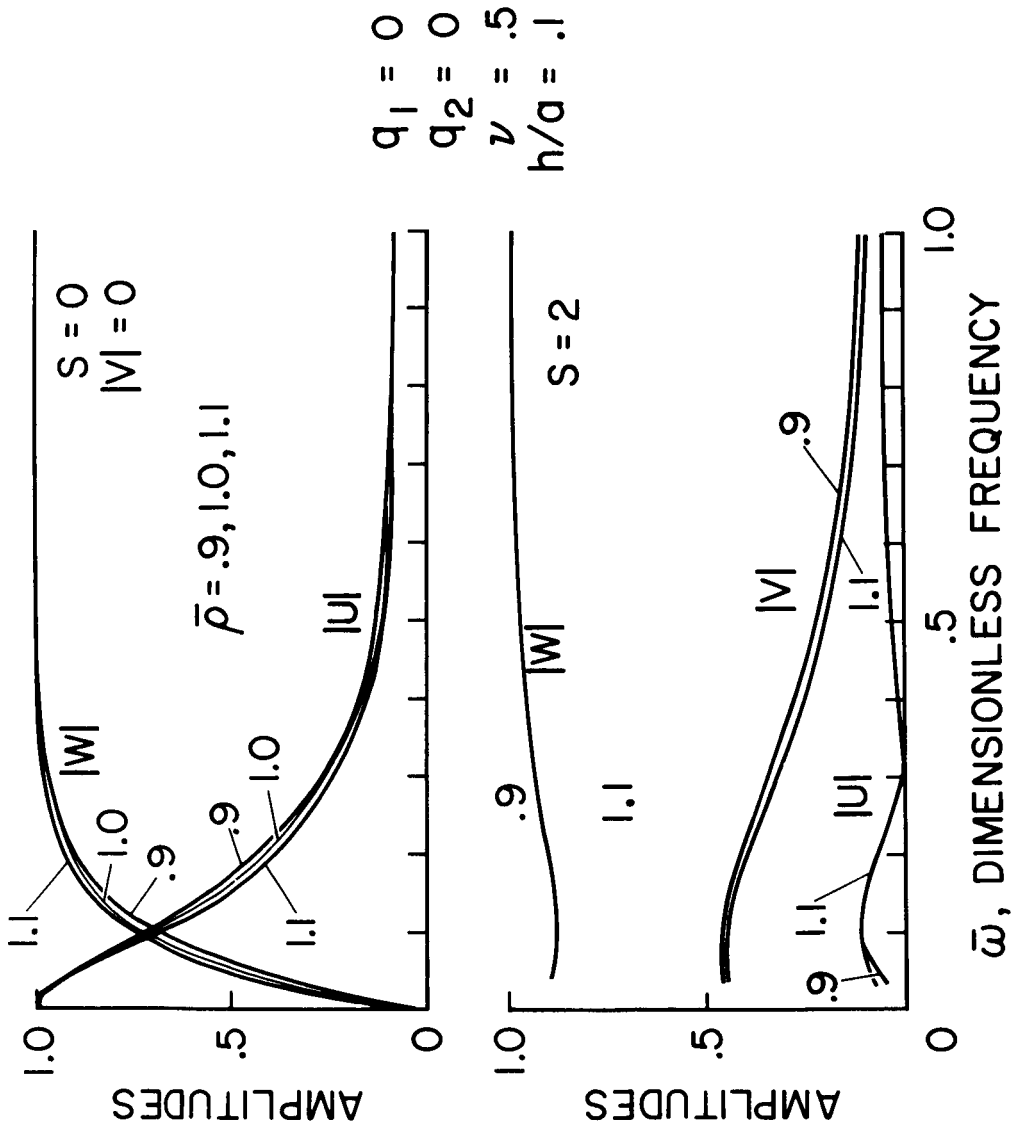 S = 0
|V| = 0
ρ̄ = .9, 1.0, 1.1
|W|
1.1
1.0
.9
|U|
.9
1.0
1.1
1.0
.5
0
AMPLITUDES
q₁ = 0
q₂ = 0
ν = .5
h/a = .1
S = 2
|W|
.9
1.1
|V|
.9
1.1
|U|
1.1
.9
1.0
.5
0
AMPLITUDES
0
.5
1.0
ω̄, DIMENSIONLESS FREQUENCY